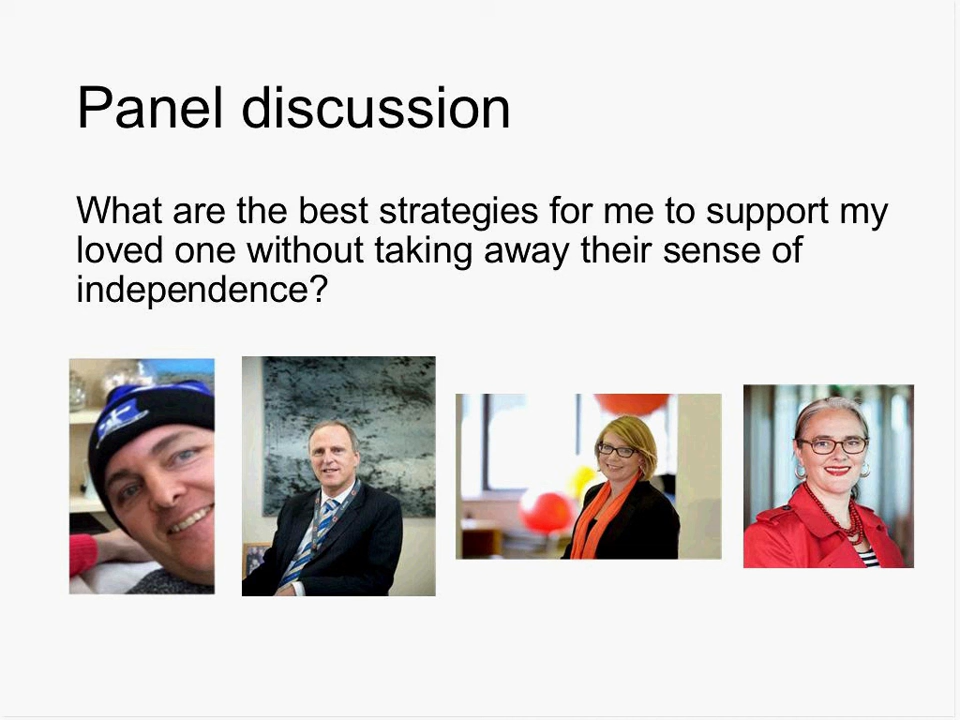 Panel discussion
What are the best strategies for me to support my
loved one without taking away their sense of
independence?